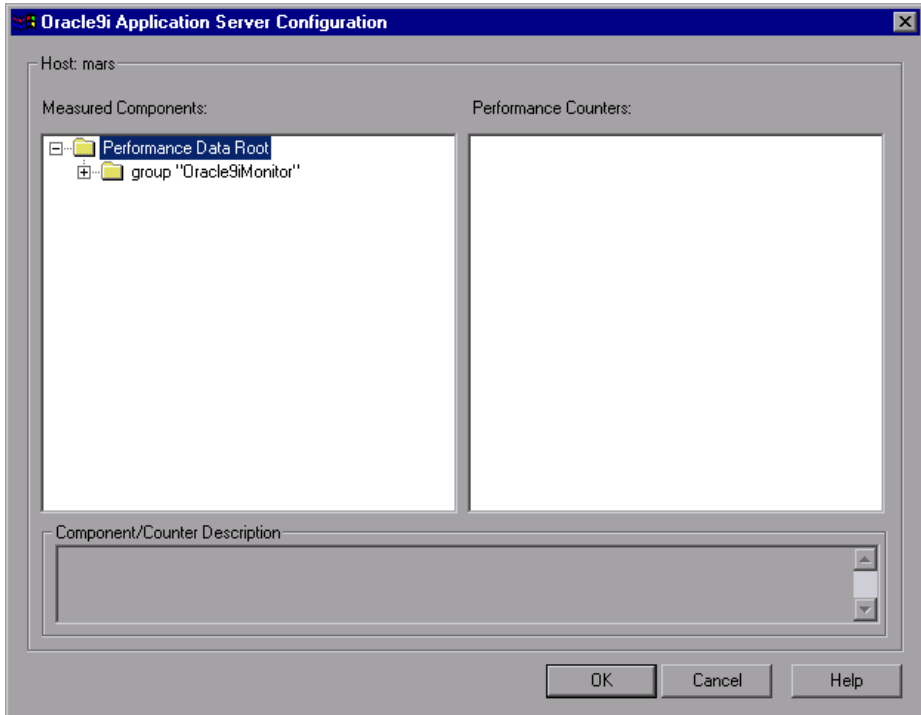 Oracle9i Application Server Configuration
Host: mars
Measured Components:
Performance Counters:
Performance Data Root
group "Oracle9iMonitor"
Component/Counter Description
OK
Cancel
Help